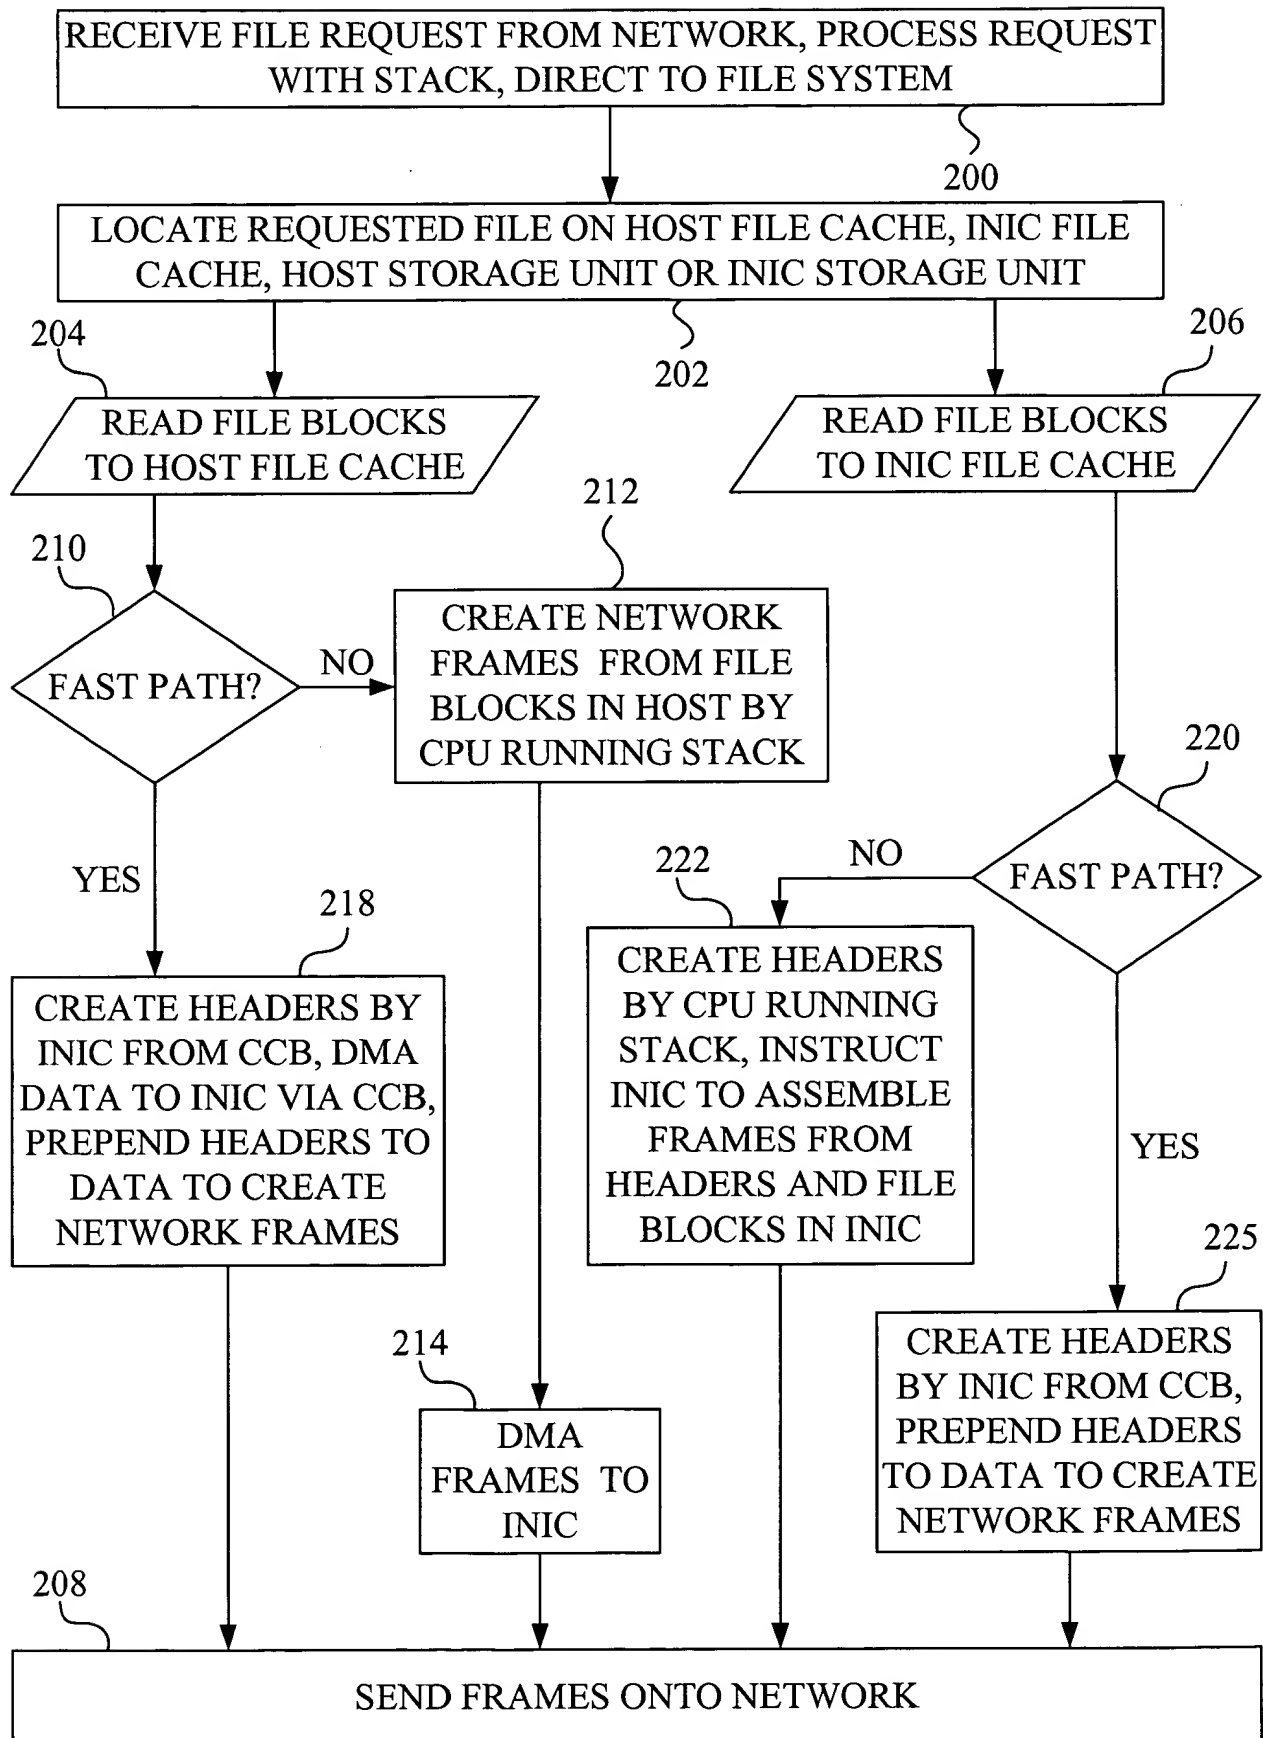 RECEIVE FILE REQUEST FROM NETWORK, PROCESS REQUEST
WITH STACK, DIRECT TO FILE SYSTEM
200
LOCATE REQUESTED FILE ON HOST FILE CACHE, INIC FILE
CACHE, HOST STORAGE UNIT OR INIC STORAGE UNIT
202
204
READ FILE BLOCKS
TO HOST FILE CACHE
206
READ FILE BLOCKS
TO INIC FILE CACHE
210
FAST PATH?
NO
YES
212
CREATE NETWORK
FRAMES FROM FILE
BLOCKS IN HOST BY
CPU RUNNING STACK
220
FAST PATH?
NO
YES
218
CREATE HEADERS BY
INIC FROM CCB, DMA
DATA TO INIC VIA CCB,
PREPEND HEADERS TO
DATA TO CREATE
NETWORK FRAMES
222
CREATE HEADERS
BY CPU RUNNING
STACK, INSTRUCT
INIC TO ASSEMBLE
FRAMES FROM
HEADERS AND FILE
BLOCKS IN INIC
214
DMA
FRAMES TO
INIC
225
CREATE HEADERS
BY INIC FROM CCB,
PREPEND HEADERS
TO DATA TO CREATE
NETWORK FRAMES
208
SEND FRAMES ONTO NETWORK